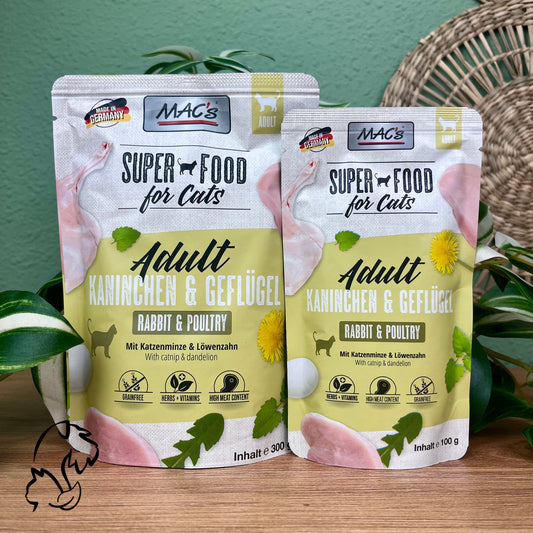 MADE IN
GERMANY
MAC's
ADULT
SUPER FOOD
for Cats
Adult
KANINCHEN & GEFLÜGEL
RABBIT & POULTRY
Mit Katzenminze & Löwenzahn
With catnip & dandelion
GRAINFREE
HERBS + VITAMINS
HIGH MEAT CONTENT
Inhalt ℮ 300 g
MADE IN
GERMANY
MAC's
ADULT
SUPER FOOD
for Cats
Adult
KANINCHEN & GEFLÜGEL
RABBIT & POULTRY
Mit Katzenminze & Löwenzahn
With catnip & dandelion
HERBS + VITAMINS
HIGH MEAT CONTENT
GRAINFREE
Inhalt ℮ 100 g